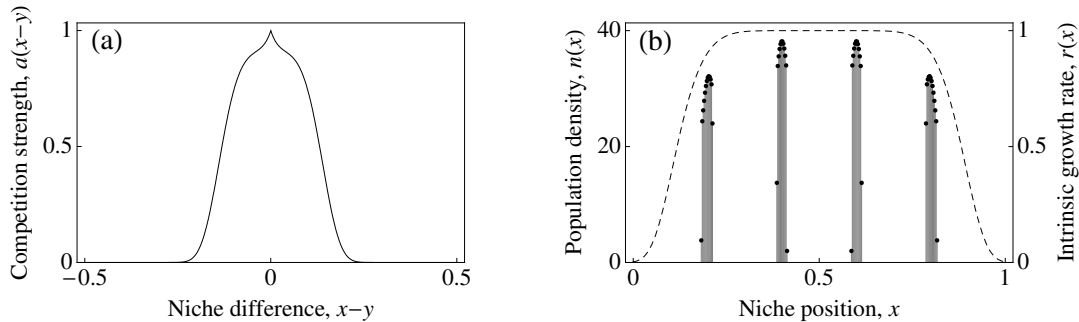 (a)
Competition strength, a(x−y)
1
0.5
0
−0.5
0
0.5
Niche difference, x−y
(b)
Population density, n(x)
40
20
0
0
0.5
1
Niche position, x
1
0.5
0
Intrinsic growth rate, r(x)